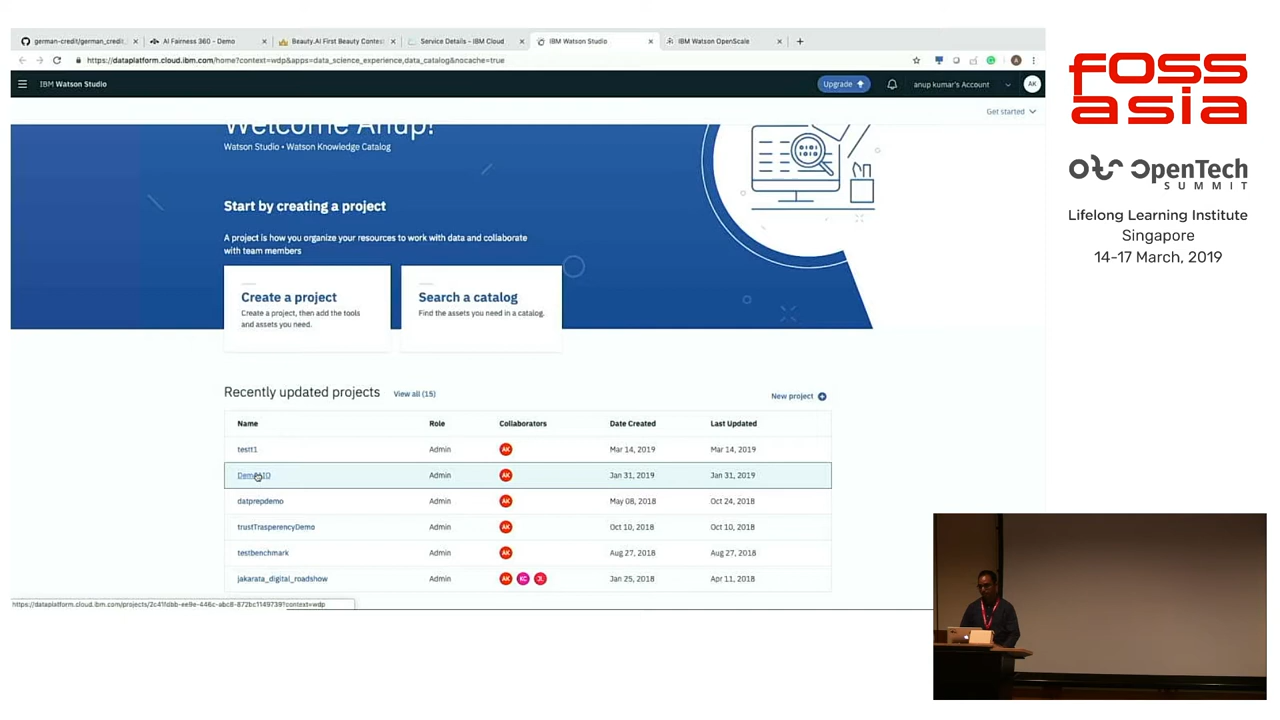 german-credit/german_credit_
AI Fairness 360 - Demo
Beauty.AI First Beauty Contest
Service Details - IBM Cloud
IBM Watson Studio
IBM Watson OpenScale
https://dataplatform.cloud.ibm.com/home?context=wdp&apps=data_science_experience,data_catalog&nocache=true
IBM Watson Studio
Upgrade
anup kumar's Account
AK
Get started
Welcome Anup!
Watson Studio • Watson Knowledge Catalog
Start by creating a project
A project is how you organize your resources to work with data and collaborate
with team members
Create a project
Create a project, then add the tools
and assets you need.
Search a catalog
Find the assets you need in a catalog.
Recently updated projects
View all (15)
New project
Name Role Collaborators Date Created Last Updated
testt1 Admin AK Mar 14, 2019 Mar 14, 2019
Admin AK Jan 31, 2019 Jan 31, 2019
datprepdemo Admin AK May 08, 2018 Oct 24, 2018
trustTrasperencyDemo Admin AK Oct 10, 2018 Oct 10, 2018
testbenchmark Admin AK Aug 27, 2018 Aug 27, 2018
jakarata_digital_roadshow Admin AK KC JL Jan 25, 2018 Apr 11, 2018
FOSS
ASIA
OpenTech
SUMMIT
Lifelong Learning Institute
Singapore
14-17 March, 2019